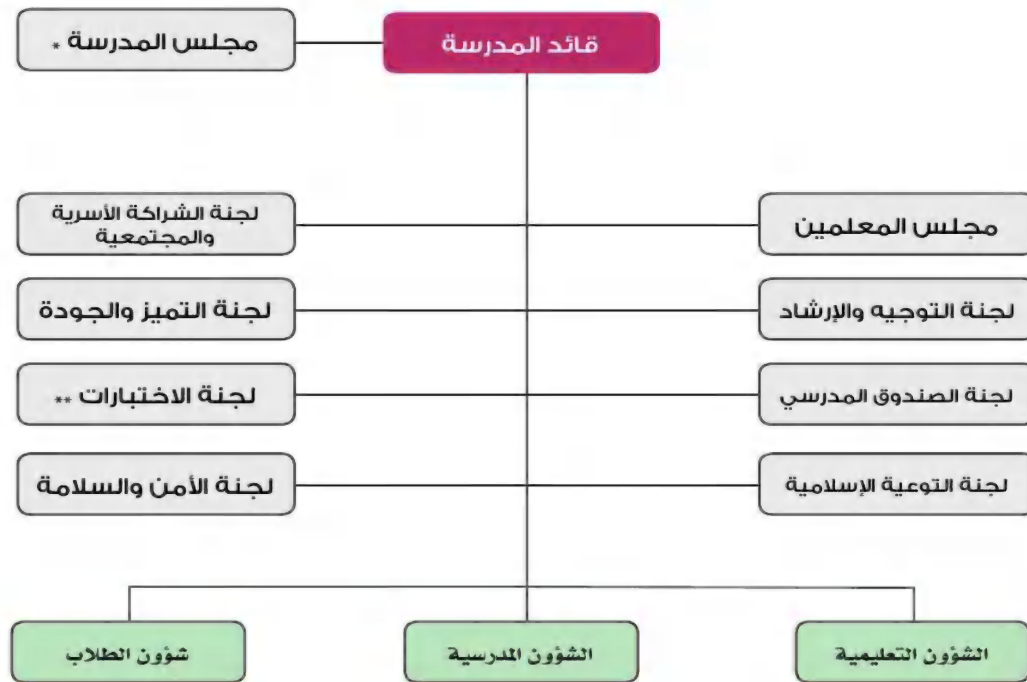 قائد المدرسة
مجلس المدرسة *
مجلس المعلمين
لجنة الشراكة الأسرية
والمجتمعية
لجنة التوجيه والإرشاد
لجنة التميز والجودة
لجنة الصندوق المدرسي
لجنة الاختبارات **
لجنة التوعية الإسلامية
لجنة الأمن والسلامة
الشؤون التعليمية
الشؤون المدرسية
شؤون الطلاب